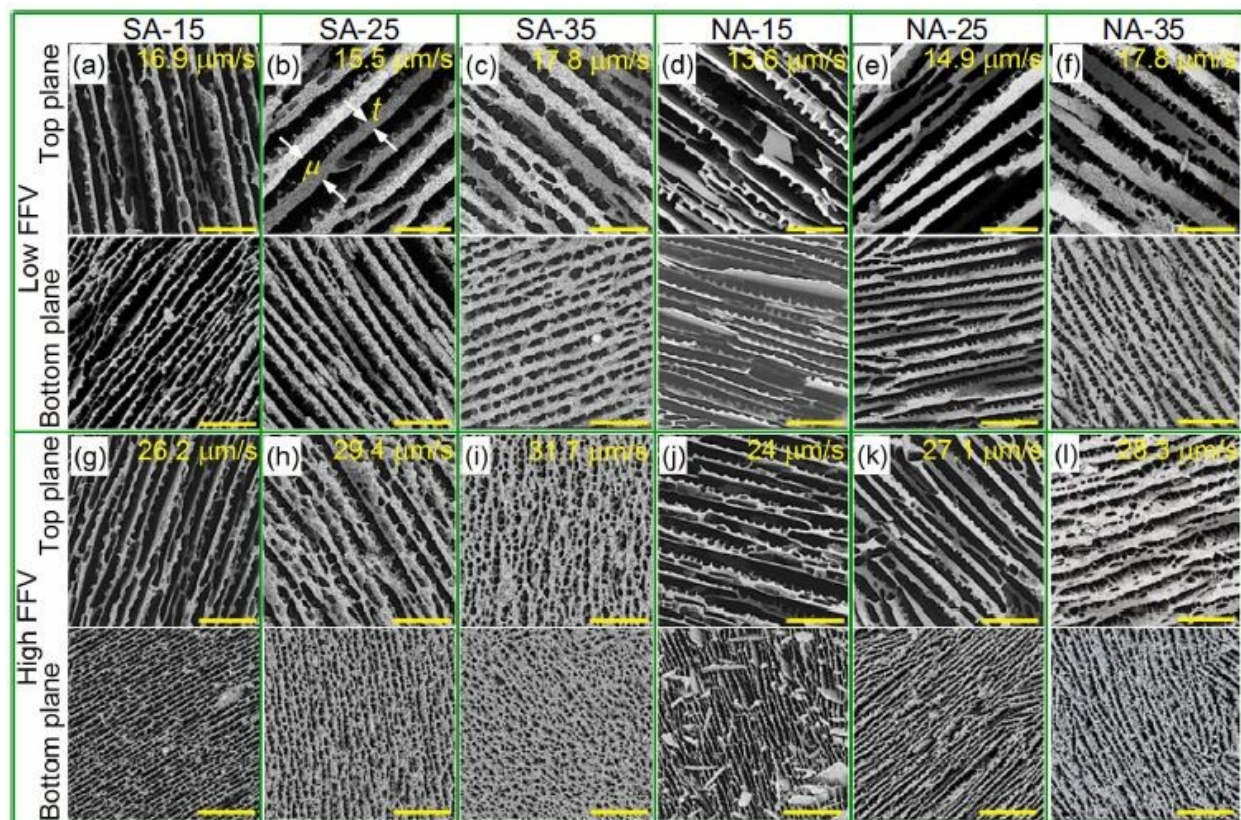 SA-15 SA-25 SA-35 NA-15 NA-25 NA-35
Low FFV
Top plane
(a) 16.9 μm/s
(b) 15.5 μm/s
t
μ
(c) 17.8 μm/s
(d) 13.6 μm/s
(e) 14.9 μm/s
(f) 17.8 μm/s
Bottom plane
High FFV
Top plane
(g) 26.2 μm/s
(h) 29.4 μm/s
(i) 31.7 μm/s
(j) 24 μm/s
(k) 27.1 μm/s
(l) 28.3 μm/s
Bottom plane